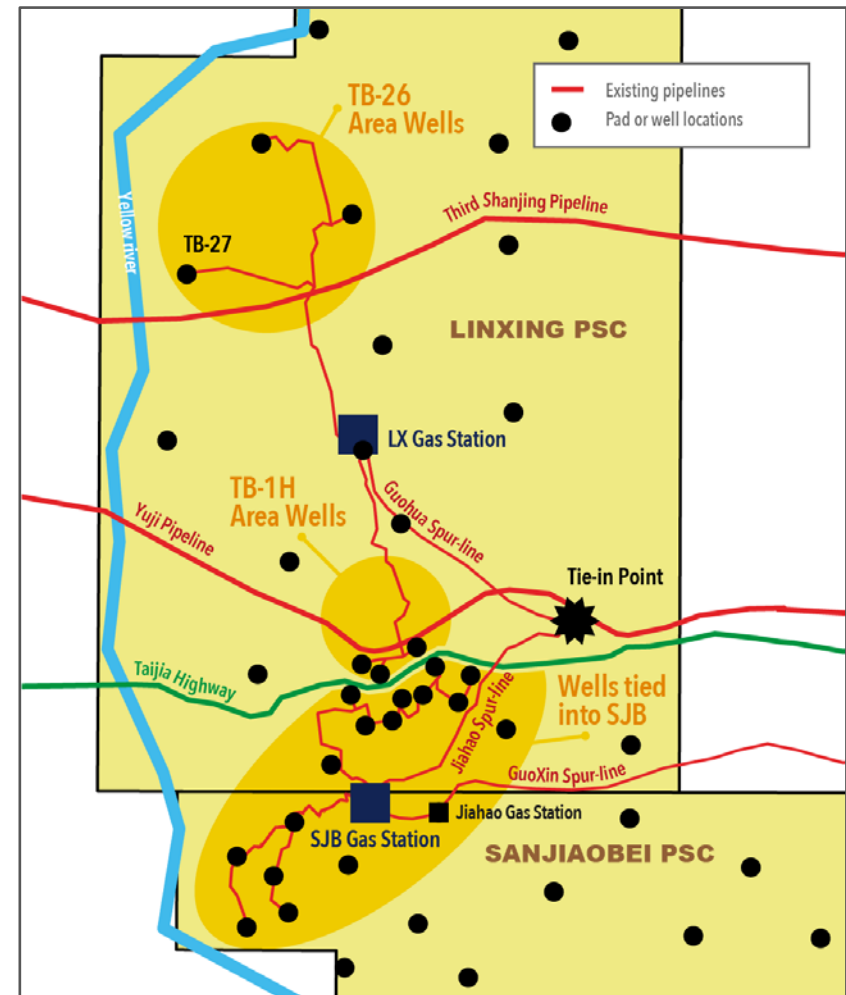 TB-26
Area Wells
Existing pipelines
Pad or well locations
Yellow river
Third Shanjing Pipeline
TB-27
LINXING PSC
LX Gas Station
TB-1H
Area Wells
Guohua Spur-line
Yuji Pipeline
Tie-in Point
Taijia Highway
Wells tied
into SJB
Jiahao Spur-line
GuoXin Spur-line
Jiahao Gas Station
SJB Gas Station
SANJIAOBEI PSC